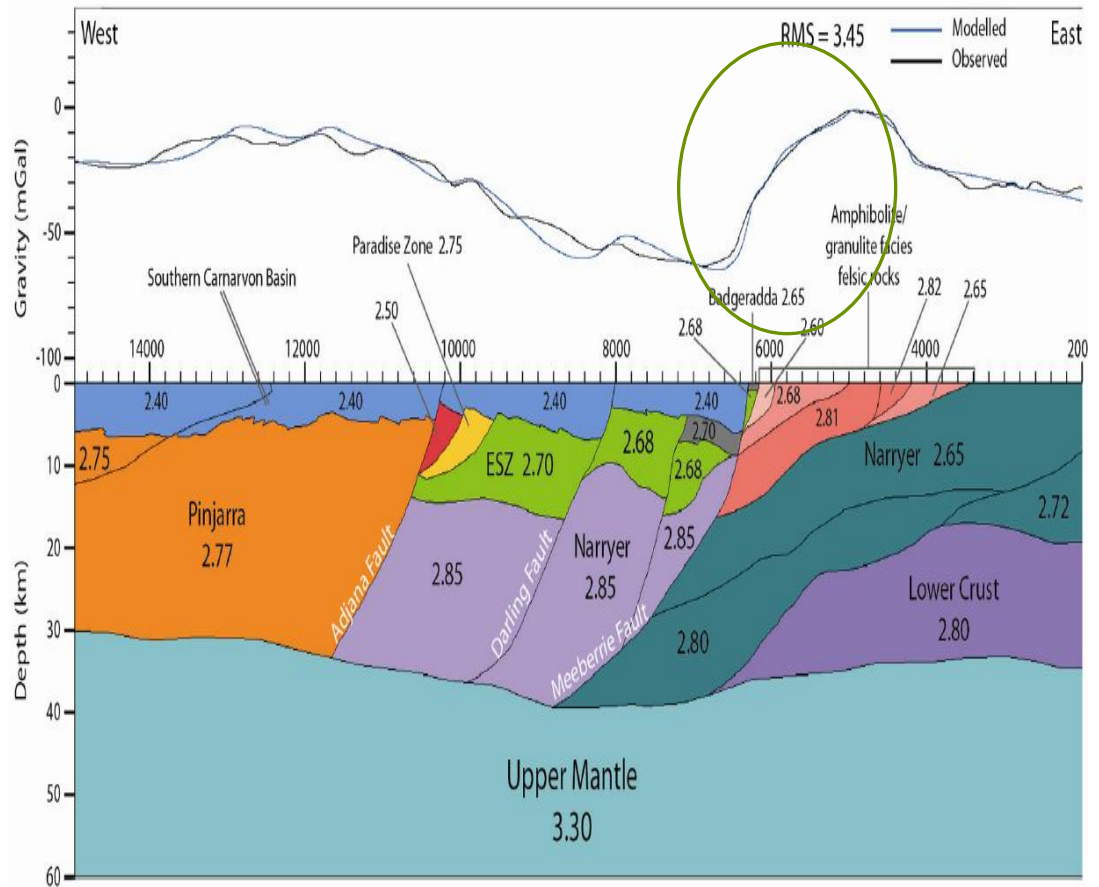 West
RMS = 3.45
Modelled
Observed
East
Gravity (mGal)
0
-50
-100
Paradise Zone 2.75
Southern Carnarvon Basin
2.50
Amphibolite/
granulite facies
felsic rocks
Badgeradda 2.65
2.68
2.60
2.82
2.65
14000
12000
10000
8000
6000
4000
200
Depth (km)
0
10
20
30
40
50
60
2.40
2.40
2.40
2.40
2.68
2.81
2.75
ESZ 2.70
2.68
2.70
2.68
Narryer 2.65
Pinjarra
2.77
2.85
Narryer
2.85
2.85
2.72
Adjana Fault
Darling Fault
Meeberrie Fault
2.80
Lower Crust
2.80
Upper Mantle
3.30